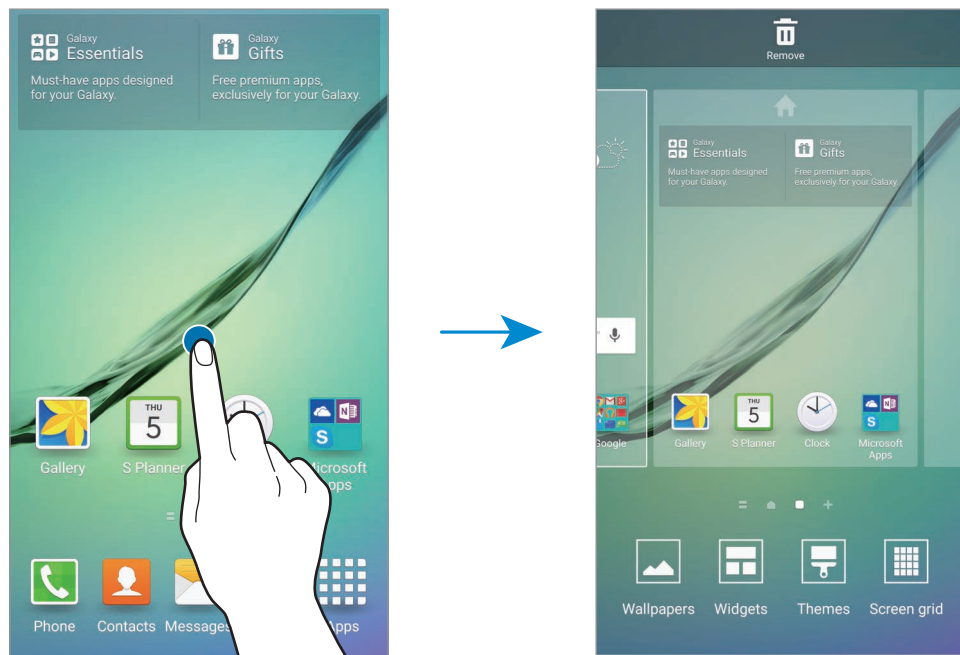 Galaxy
Essentials
Must-have apps designed
for your Galaxy.
Galaxy
Gifts
Free premium apps,
exclusively for your Galaxy.
THU
5
N
S
Gallery
S Planner
Microsoft
Apps
Phone
Contacts
Messages
Apps
Remove
Galaxy
Essentials
Must-have apps designed
for your Galaxy.
Galaxy
Gifts
Free premium apps,
exclusively for your Galaxy.
THU
5
N
S
Google
Gallery
S Planner
Clock
Microsoft
Apps
Wallpapers
Widgets
Themes
Screen grid